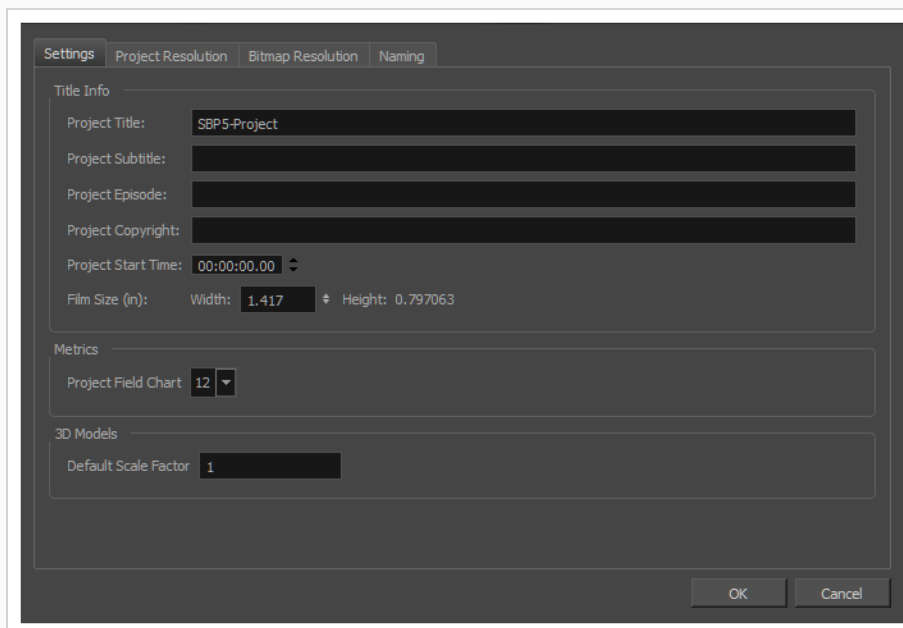 Settings Project Resolution Bitmap Resolution Naming
Title Info
Project Title: SBP5-Project
Project Subtitle:
Project Episode:
Project Copyright:
Project Start Time: 00:00:00.00
Film Size (in): Width: 1.417 Height: 0.797063
Metrics
Project Field Chart 12
3D Models
Default Scale Factor 1
OK Cancel